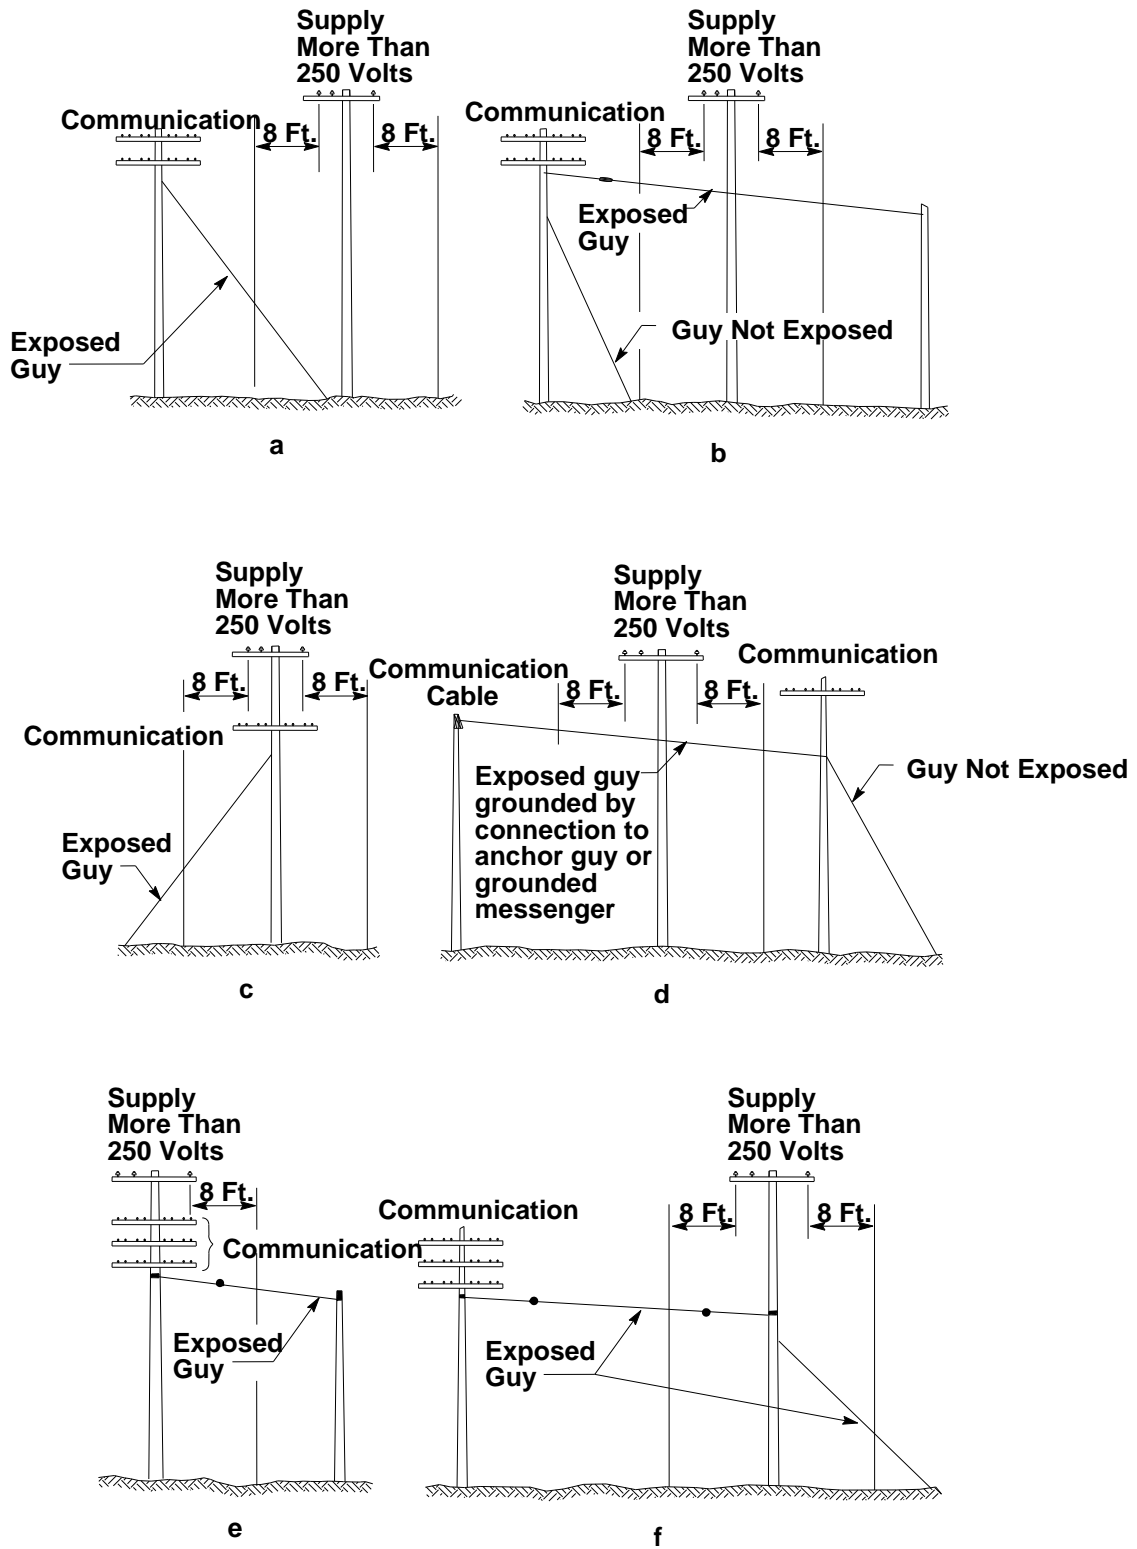 Supply
More Than
250 Volts
Communication
8 Ft.
8 Ft.
Exposed
Guy
a
Supply
More Than
250 Volts
Communication
8 Ft.
8 Ft.
Exposed
Guy
Guy Not Exposed
b
Supply
More Than
250 Volts
8 Ft.
8 Ft.
Communication
Exposed
Guy
c
Supply
More Than
250 Volts
Communication
Communication
Cable
8 Ft.
8 Ft.
Exposed guy
grounded by
connection to
anchor guy or
grounded
messenger
Guy Not Exposed
d
Supply
More Than
250 Volts
8 Ft.
Communication
Exposed
Guy
e
Supply
More Than
250 Volts
Communication
8 Ft.
8 Ft.
Exposed
Guy
f